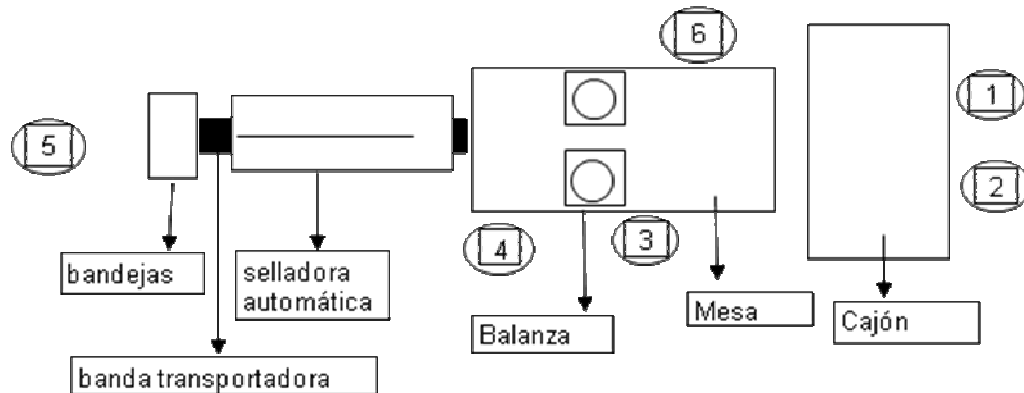 6
1
5
2
4
3
bandejas
selladora
automática
Mesa
Cajón
Balanza
banda transportadora